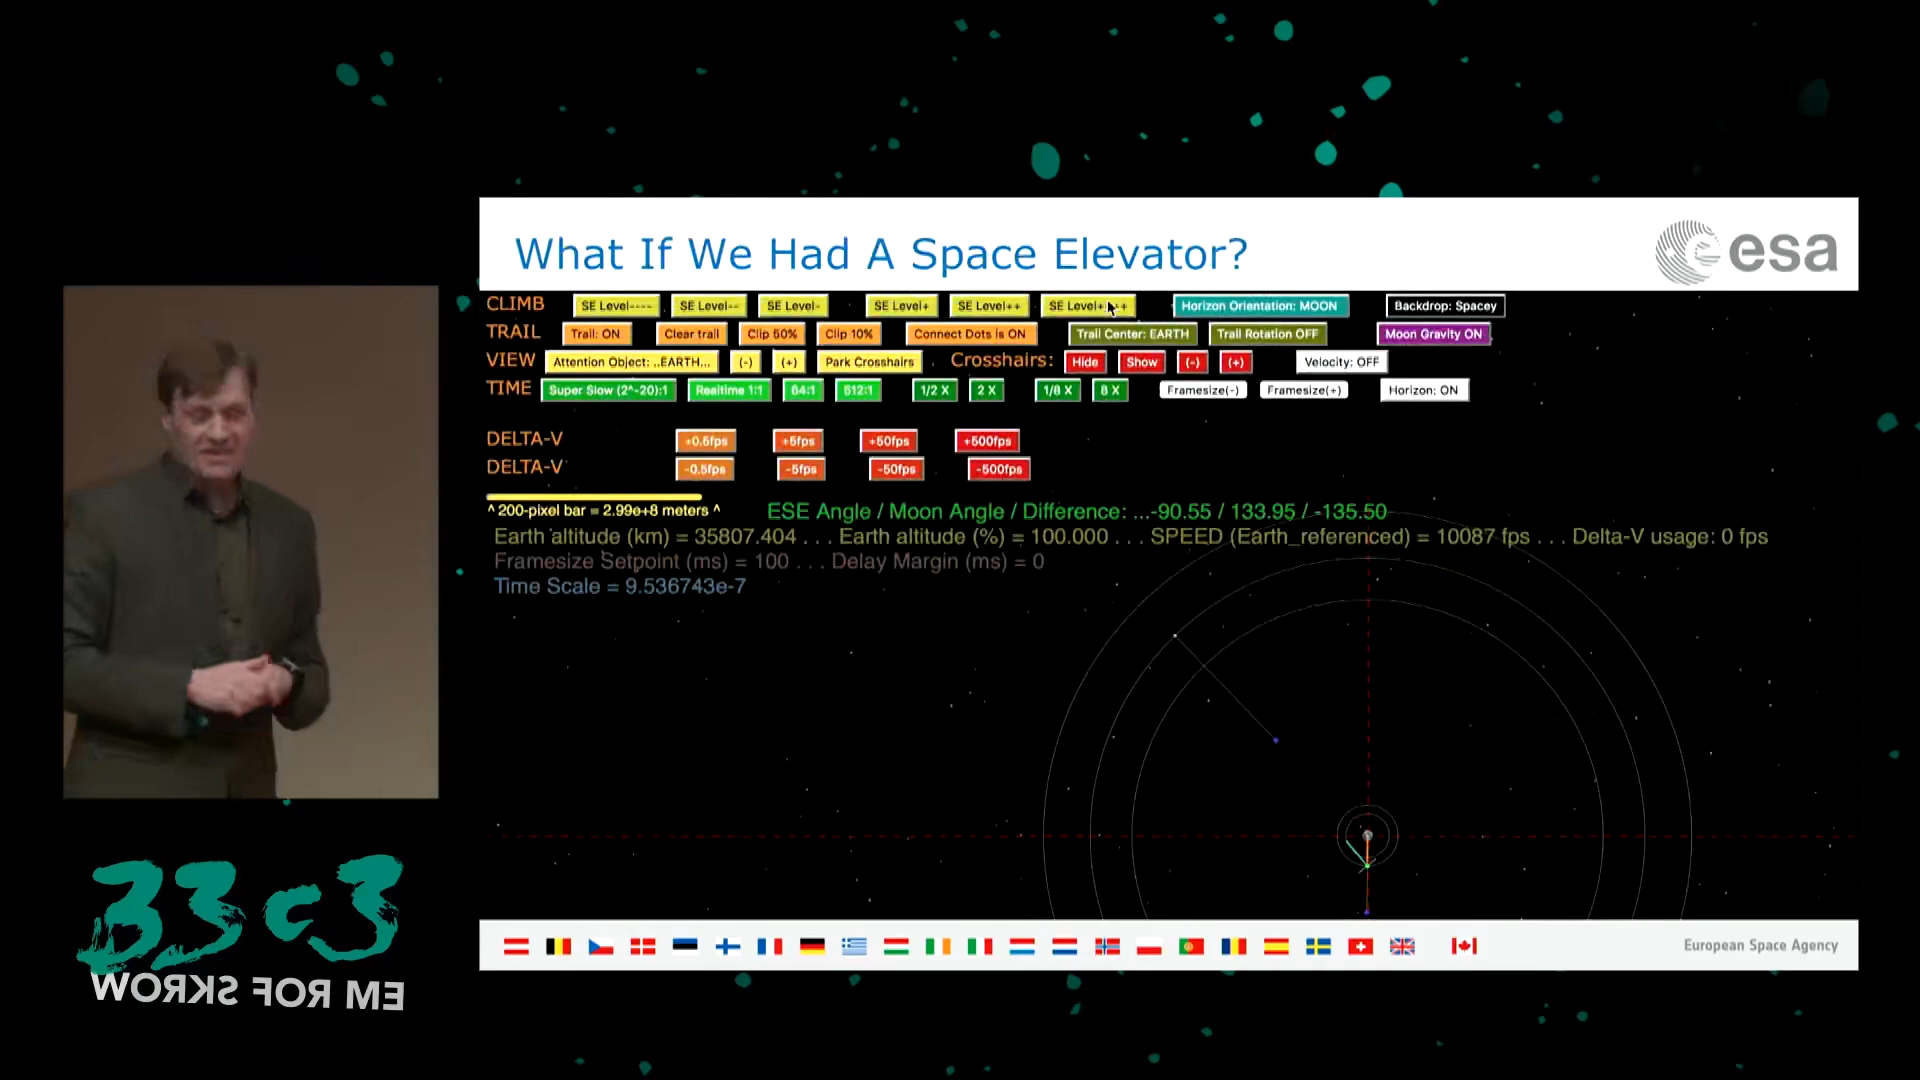 What If We Had A Space Elevator?
esa
CLIMB SE Level---- SE Level-- SE Level- SE Level+ SE Level++ Horizon Orientation: MOON Backdrop: Spacey
TRAIL Trail: ON Clear trail Clip 50% Clip 10% Connect Dots is ON Trail Center: EARTH Trail Rotation OFF Moon Gravity ON
VIEW Attention Object: ..EARTH... (-) (+) Park Crosshairs . Crosshairs: Hide Show (-) (+) Velocity: OFF
TIME Super Slow (2^-20):1 Realtime 1:1 64:1 512:1 1/2 X 2 X 1/8 X 8 X Framesize(-) Framesize(+) Horizon: ON
DELTA-V +0.5fps +5fps +50fps +500fps
DELTA-V -0.5fps -5fps -50fps -500fps
^ 200-pixel bar = 2.99e+8 meters ^ ESE Angle / Moon Angle / Difference: ...-90.55 / 133.95 / -135.50
Earth altitude (km) = 35807.404 . . . Earth altitude (%) = 100.000 . . . SPEED (Earth_referenced) = 10087 fps . . . Delta-V usage: 0 fps
Framesize Setpoint (ms) = 100 . . . Delay Margin (ms) = 0
Time Scale = 9.536743e-7
33c3
WORKS FOR ME
European Space Agency